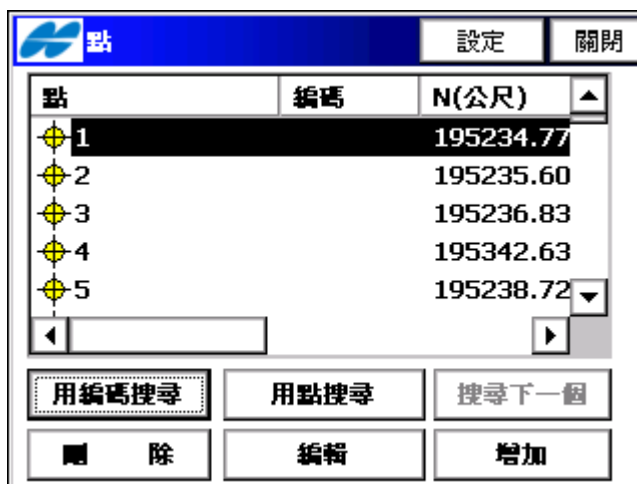 點 設定 關閉
點 編碼 N(公尺)
1 195234.77
2 195235.60
3 195236.83
4 195342.63
5 195238.72
用編碼搜尋 用點搜尋 搜尋下一個
刪 除 編輯 增加